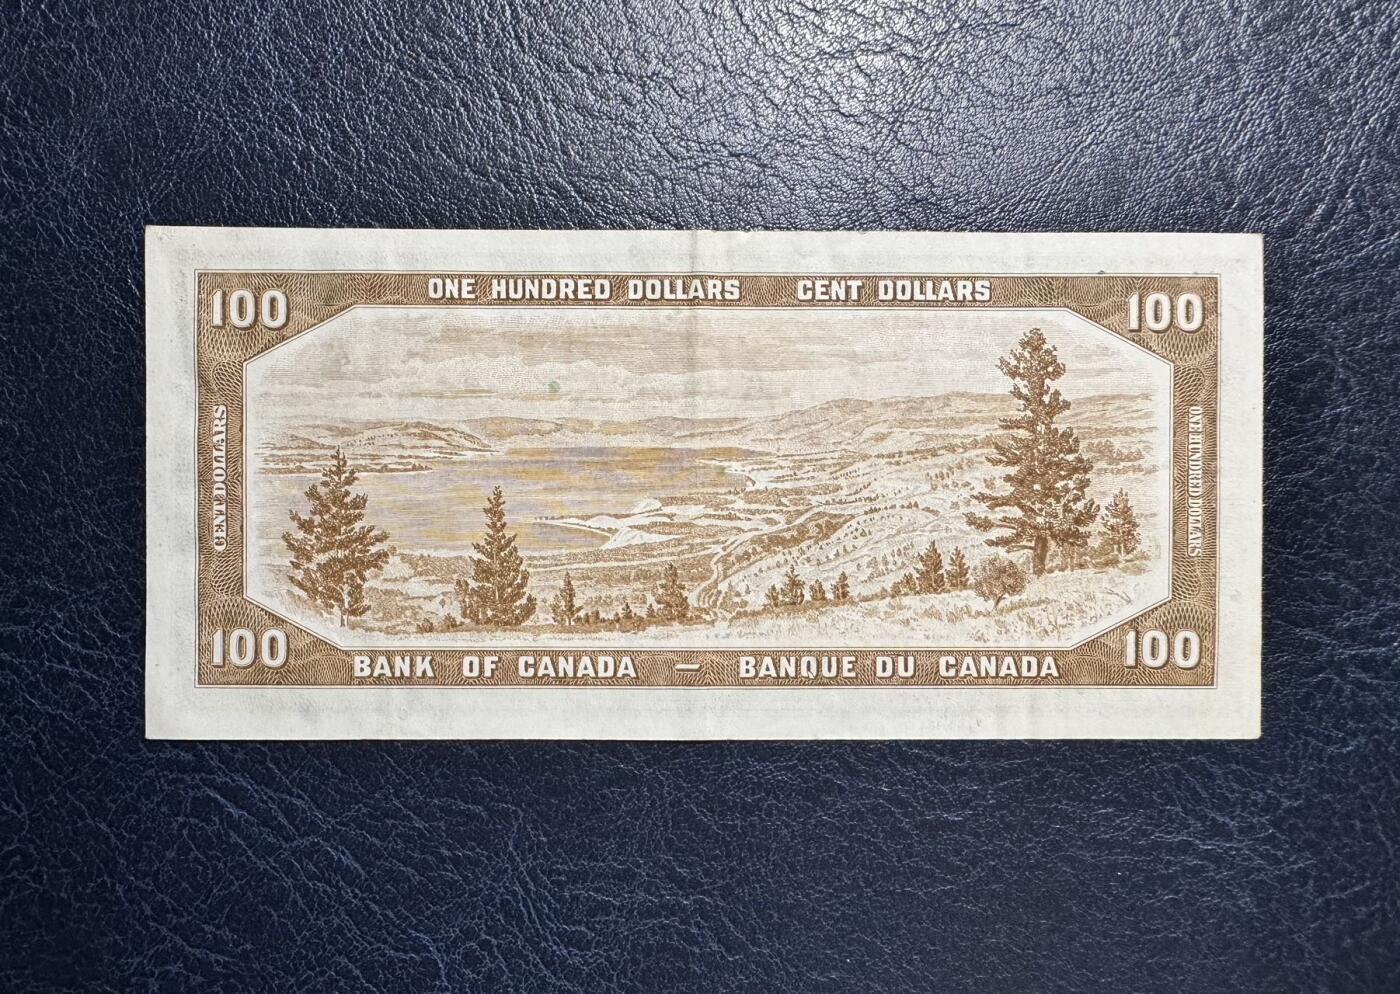 100 ONE HUNDRED DOLLARS CENT DOLLARS 100
CENT DOLLARS
ONE HUNDRED DOLLARS
100 BANK OF CANADA — BANQUE DU CANADA 100